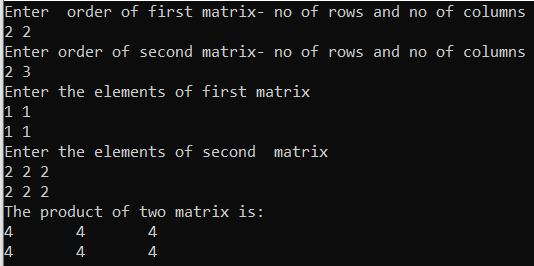 Enter  order of first matrix- no of rows and no of columns
2 2
Enter order of second matrix- no of rows and no of columns
2 3
Enter the elements of first matrix
1 1
1 1
Enter the elements of second  matrix
2 2 2
2 2 2
The product of two matrix is:
4       4       4
4       4       4